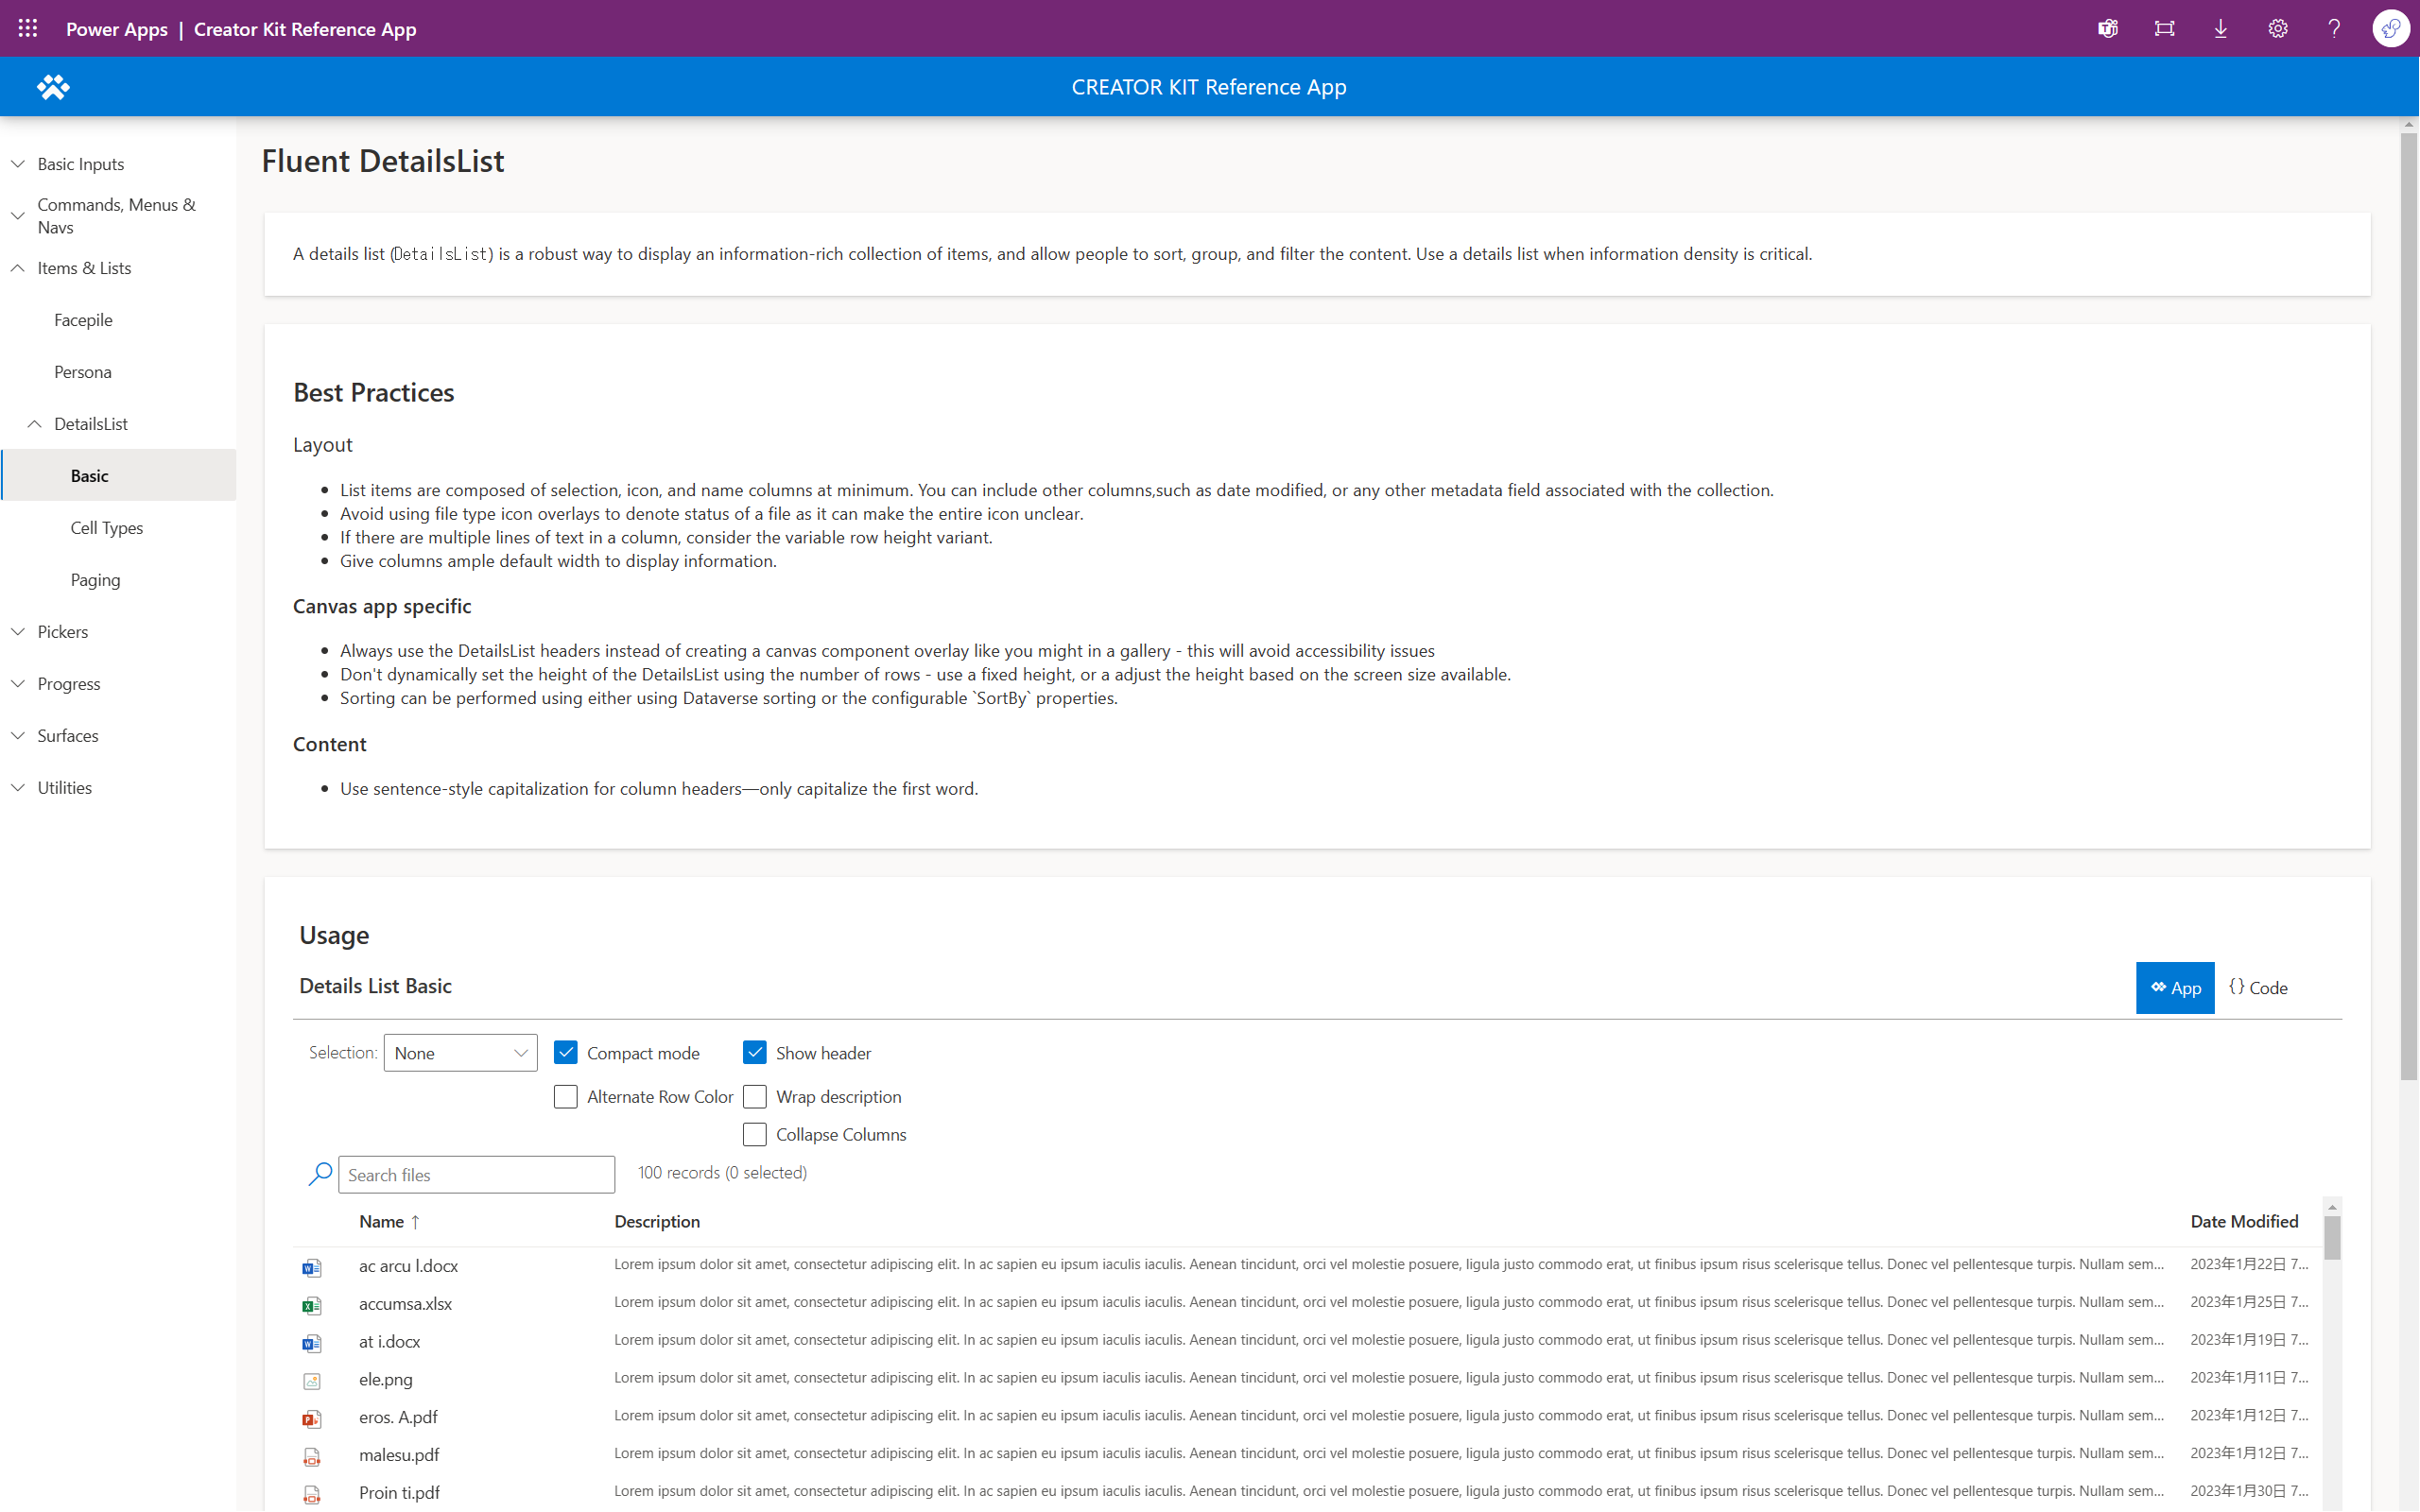 Power Apps | Creator Kit Reference App
CREATOR KIT Reference App
Basic Inputs
Commands, Menus &
Navs
Items & Lists
Facepile
Persona
DetailsList
Basic
Cell Types
Paging
Pickers
Progress
Surfaces
Utilities
Fluent DetailsList
A details list (DetailsList) is a robust way to display an information-rich collection of items, and allow people to sort, group, and filter the content. Use a details list when information density is critical.
Best Practices
Layout
• List items are composed of selection, icon, and name columns at minimum. You can include other columns,such as date modified, or any other metadata field associated with the collection.
• Avoid using file type icon overlays to denote status of a file as it can make the entire icon unclear.
• If there are multiple lines of text in a column, consider the variable row height variant.
• Give columns ample default width to display information.
Canvas app specific
• Always use the DetailsList headers instead of creating a canvas component overlay like you might in a gallery - this will avoid accessibility issues
• Don't dynamically set the height of the DetailsList using the number of rows - use a fixed height, or a adjust the height based on the screen size available.
• Sorting can be performed using either using Dataverse sorting or the configurable `SortBy` properties.
Content
• Use sentence-style capitalization for column headers—only capitalize the first word.
Usage
Details List Basic
App {} Code
Selection: None Compact mode Show header
Alternate Row Color Wrap description
Collapse Columns
Search files 100 records (0 selected)
Name ↑ Description Date Modified
ac arcu l.docx Lorem ipsum dolor sit amet, consectetur adipiscing elit. In ac sapien eu ipsum iaculis iaculis. Aenean tincidunt, orci vel molestie posuere, ligula justo commodo erat, ut finibus ipsum risus scelerisque tellus. Donec vel pellentesque turpis. Nullam sem... 2023年1月22日 7...
accumsa.xlsx Lorem ipsum dolor sit amet, consectetur adipiscing elit. In ac sapien eu ipsum iaculis iaculis. Aenean tincidunt, orci vel molestie posuere, ligula justo commodo erat, ut finibus ipsum risus scelerisque tellus. Donec vel pellentesque turpis. Nullam sem... 2023年1月25日 7...
at i.docx Lorem ipsum dolor sit amet, consectetur adipiscing elit. In ac sapien eu ipsum iaculis iaculis. Aenean tincidunt, orci vel molestie posuere, ligula justo commodo erat, ut finibus ipsum risus scelerisque tellus. Donec vel pellentesque turpis. Nullam sem... 2023年1月19日 7...
ele.png Lorem ipsum dolor sit amet, consectetur adipiscing elit. In ac sapien eu ipsum iaculis iaculis. Aenean tincidunt, orci vel molestie posuere, ligula justo commodo erat, ut finibus ipsum risus scelerisque tellus. Donec vel pellentesque turpis. Nullam sem... 2023年1月11日 7...
eros. A.pdf Lorem ipsum dolor sit amet, consectetur adipiscing elit. In ac sapien eu ipsum iaculis iaculis. Aenean tincidunt, orci vel molestie posuere, ligula justo commodo erat, ut finibus ipsum risus scelerisque tellus. Donec vel pellentesque turpis. Nullam sem... 2023年1月12日 7...
malesu.pdf Lorem ipsum dolor sit amet, consectetur adipiscing elit. In ac sapien eu ipsum iaculis iaculis. Aenean tincidunt, orci vel molestie posuere, ligula justo commodo erat, ut finibus ipsum risus scelerisque tellus. Donec vel pellentesque turpis. Nullam sem... 2023年1月12日 7...
Proin ti.pdf Lorem ipsum dolor sit amet, consectetur adipiscing elit. In ac sapien eu ipsum iaculis iaculis. Aenean tincidunt, orci vel molestie posuere, ligula justo commodo erat, ut finibus ipsum risus scelerisque tellus. Donec vel pellentesque turpis. Nullam sem... 2023年1月30日 7...